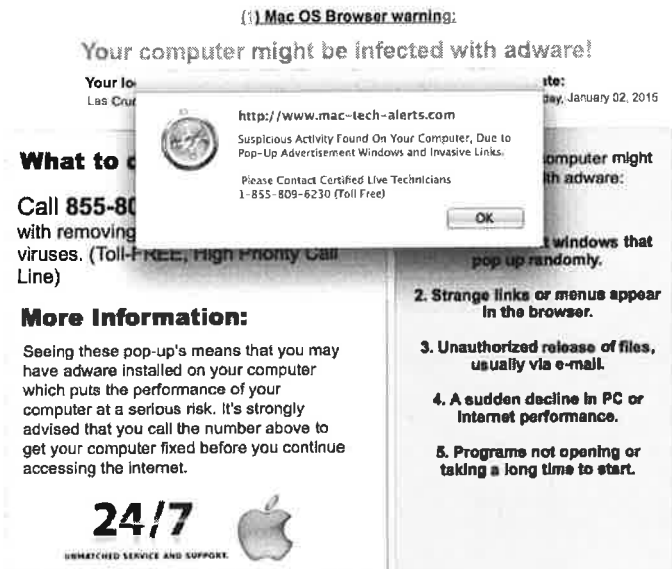 (1) Mac OS Browser warning:
Your computer might be infected with adware!
Your lo
Las Cru
te:
day, January 02, 2015
http://www.mac-tech-alerts.com
Suspicious Activity Found On Your Computer, Due to
Pop-Up Advertisement Windows and Invasive Links.
Please Contact Certified Live Technicians
1-855-809-6230 (Toll Free)
OK
What to
Call 855-80
with removing
viruses. (Toll-FREE, High Priority Call
Line)
More Information:
Seeing these pop-up's means that you may
have adware installed on your computer
which puts the performance of your
computer at a serious risk. It's strongly
advised that you call the number above to
get your computer fixed before you continue
accessing the internet.
24/7
UNMATCHED SERVICE AND SUPPORT.
omputer might
th adware:
t windows that
pop up randomly.
2. Strange links or menus appear
in the browser.
3. Unauthorized release of files,
usually via e-mail.
4. A sudden decline in PC or
Internet performance.
5. Programs not opening or
taking a long time to start.